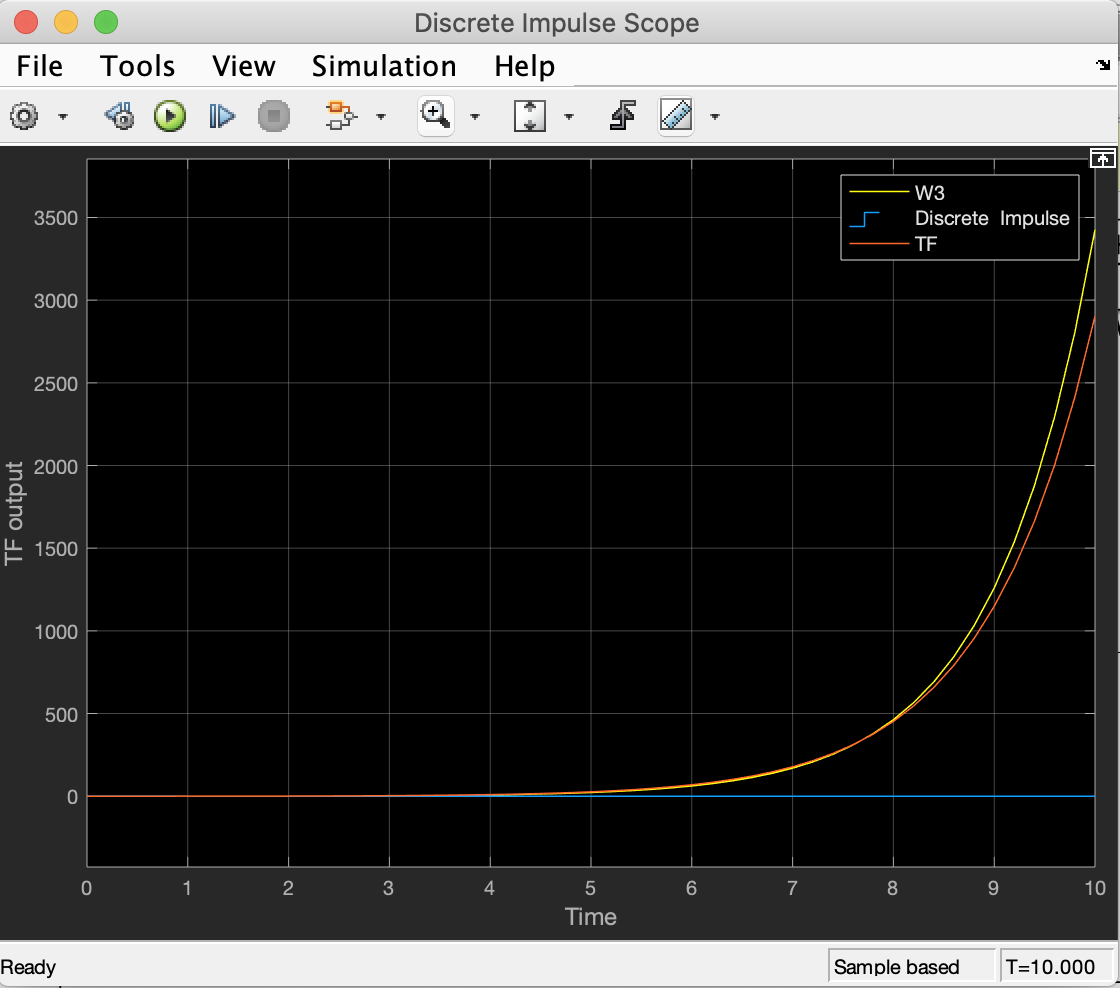 Discrete Impulse Scope
File Tools View Simulation Help
W3
Discrete Impulse
TF
3500
3000
2500
2000
1500
1000
500
0
TF output
0 1 2 3 4 5 6 7 8 9 10
Time
Ready
Sample based
T=10.000